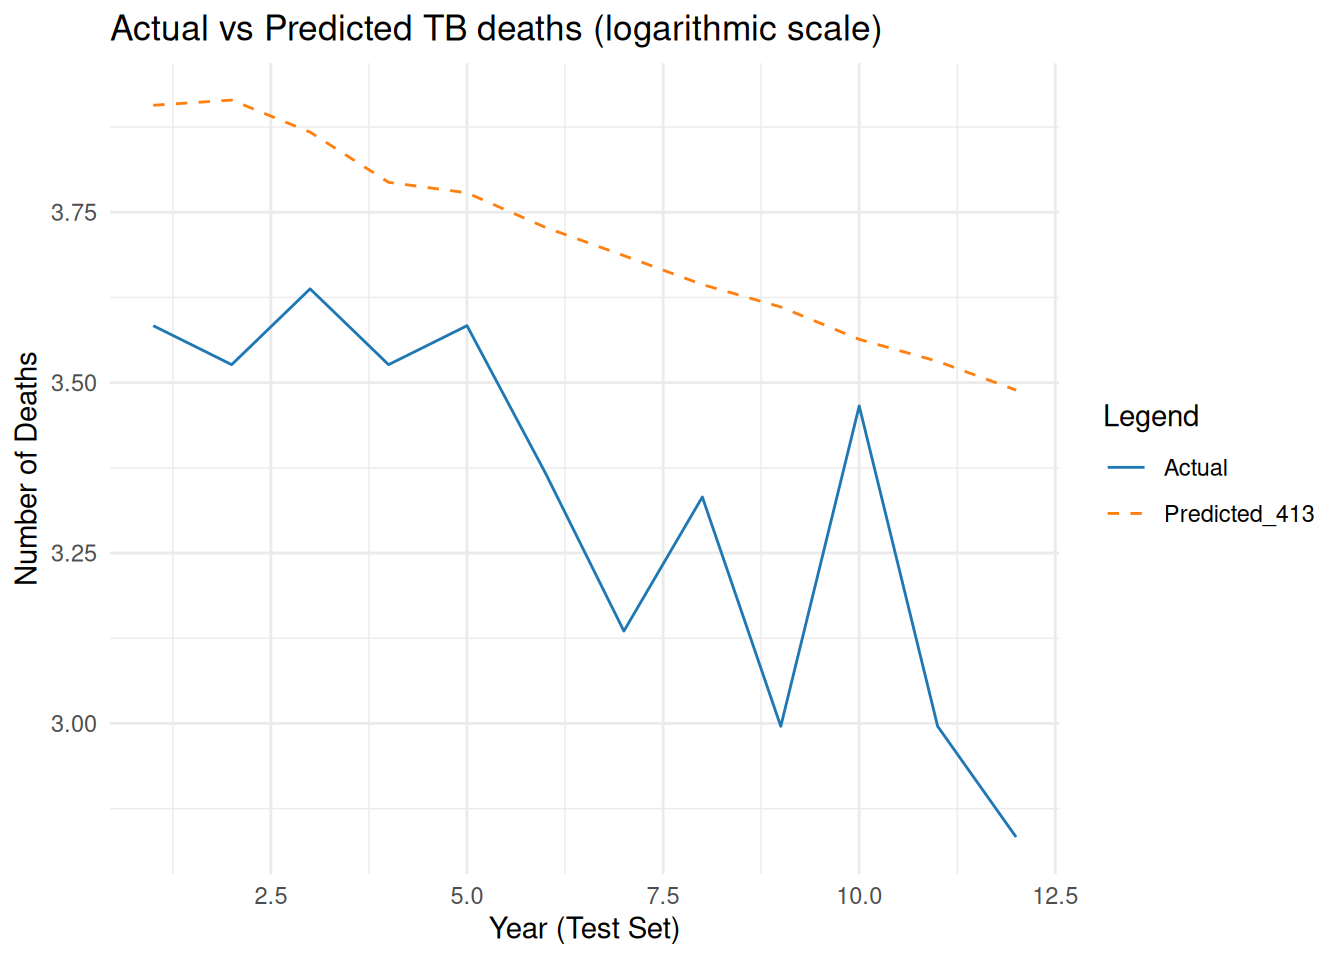 Actual vs Predicted TB deaths (logarithmic scale)
Number of Deaths
3.75
3.50
3.25
3.00
2.5
5.0
7.5
10.0
12.5
Year (Test Set)
Legend
Actual
Predicted_413